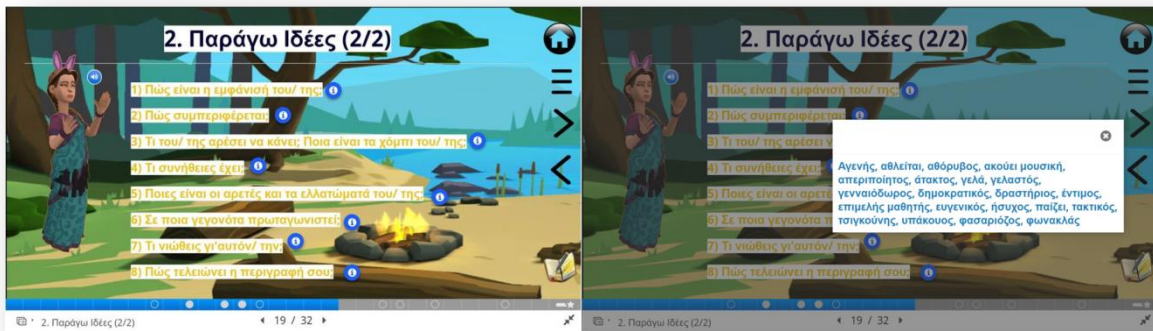 2. Παράγω Ιδέες (2/2)
1) Πώς είναι η εμφάνισή του/ της;
2) Πώς συμπεριφέρεται;
3) Τι του/ της αρέσει να κάνει; Ποια είναι τα χόμπι του/ της;
4) Τι συνήθειες έχει;
5) Ποιες είναι οι αρετές και τα ελλατώματά του/ της;
6) Σε ποια γεγονότα πρωταγωνιστεί;
7) Τι νιώθεις γι'αυτόν/ την;
8) Πώς τελειώνει η περιγραφή σου;
2. Παράγω Ιδέες (2/2)
19 / 32
2. Παράγω Ιδέες (2/2)
1) Πώς είναι η εμφάνισή του/ της;
2) Πώς συμπεριφέρεται;
3) Τι του/ της αρέσει
4) Τι συνήθειες έχει;
5) Ποιες είναι οι αρετ
6) Σε ποια γεγονότα π
7) Τι νιώθεις γι'αυτόν/ την;
8) Πώς τελειώνει η περιγραφή σου;
Αγενής, αθλείται, αθόρυβος, ακούει μουσική,
απεριποίητος, άτακτος, γελά, γελαστός,
γενναιόδωρος, δημοκρατικός, δραστήριος, έντιμος,
επιμελής μαθητής, ευγενικός, ήσυχος, παίζει, τακτικός,
τσιγκούνης, υπάκουος, φασαριόζος, φωνακλάς
2. Παράγω Ιδέες (2/2)
19 / 32